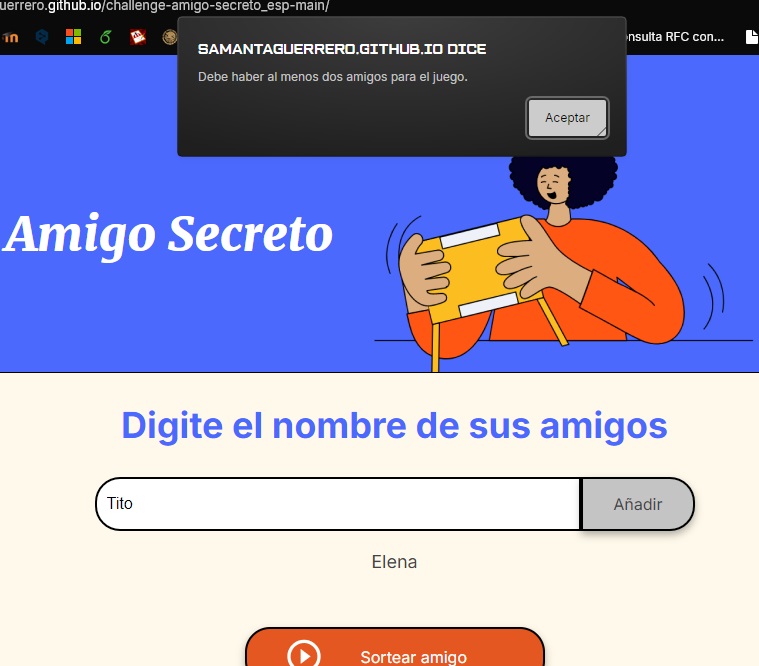 uerrero.github.io/challenge-amigo-secreto_esp-main/
onsulta RFC con...
SAMANTAGUERRERO.GITHUB.IO DICE
Debe haber al menos dos amigos para el juego.
Aceptar
Amigo Secreto
Digite el nombre de sus amigos
Tito
Añadir
Elena
Sortear amigo